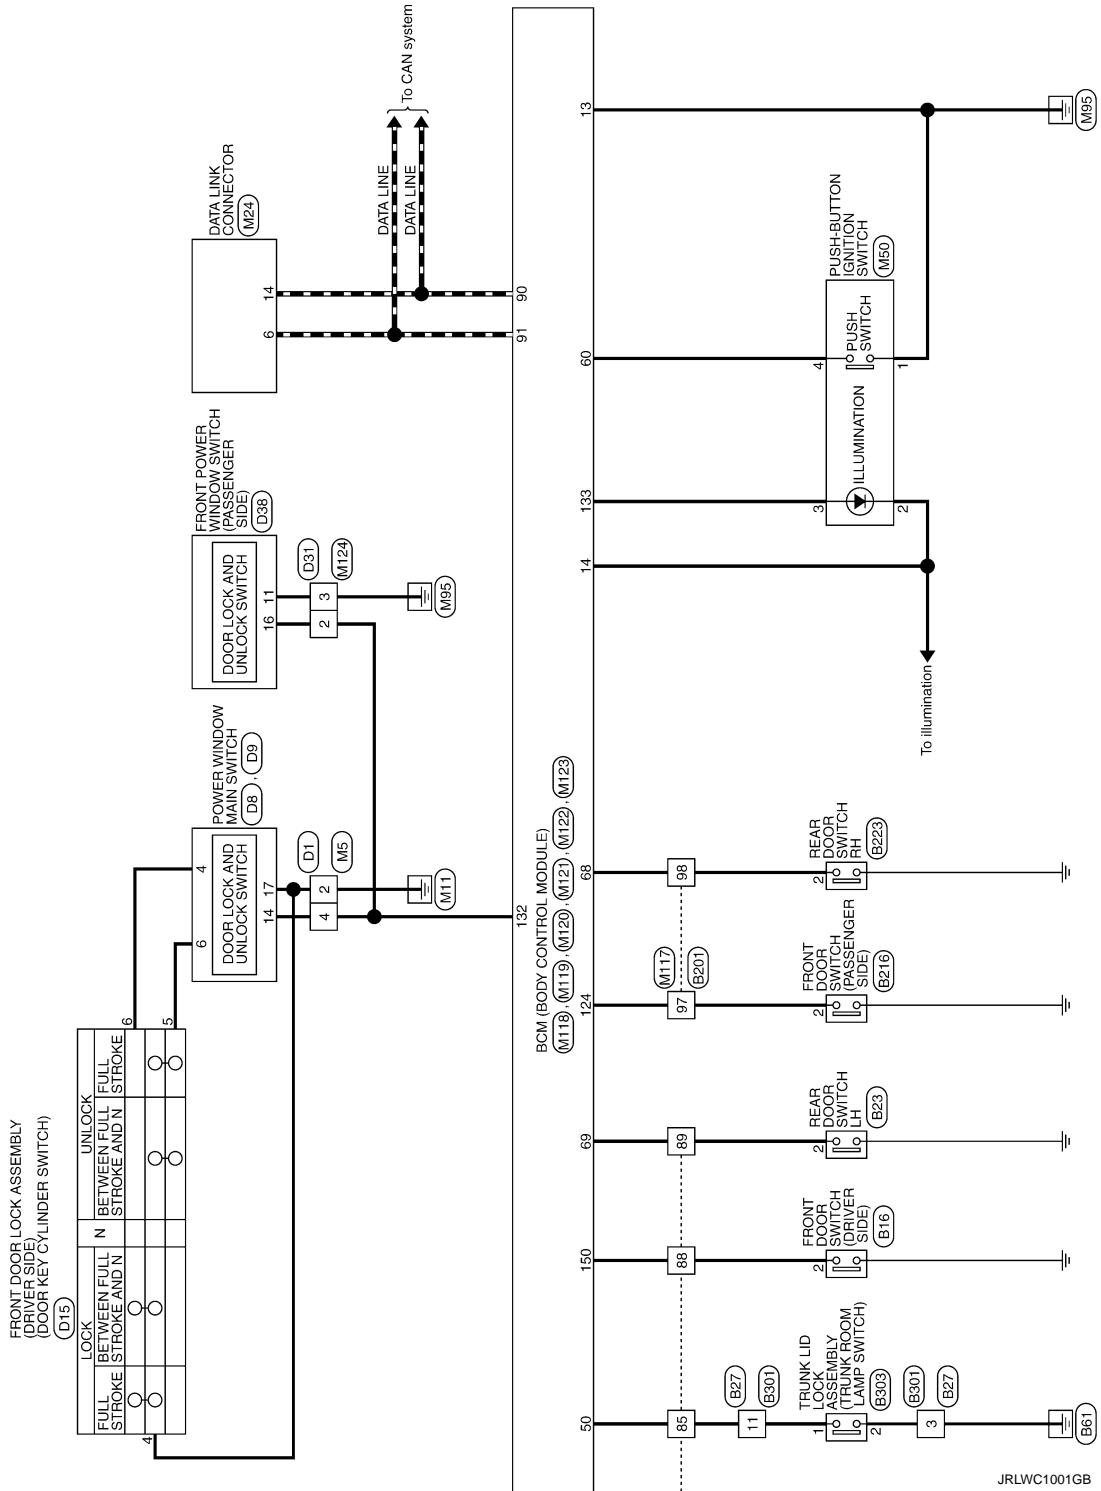 FRONT DOOR LOCK ASSEMBLY
(DRIVER SIDE)
(DOOR KEY CYLINDER SWITCH)
D15
LOCK
N
UNLOCK
FULL
STROKE
BETWEEN FULL
STROKE AND N
BETWEEN FULL
STROKE AND N
FULL
STROKE
4
6
5
POWER WINDOW
MAIN SWITCH
D8 , D9
DOOR LOCK AND
UNLOCK SWITCH
6
4
14
17
4
2
D1
M5
M11
FRONT POWER
WINDOW SWITCH
(PASSENGER
SIDE)
D38
DOOR LOCK AND
UNLOCK SWITCH
16
11
2
3
D31
M124
M95
DATA LINK
CONNECTOR
M24
6
14
DATA LINE
DATA LINE
To CAN system
132
91
90
BCM (BODY CONTROL MODULE)
M118 , M119 , M120 , M121 , M122 , M123
50
150
69
124
68
14
133
60
13
85
88
89
97
98
M117
B201
B27
B301
11
TRUNK LID
LOCK
ASSEMBLY
(TRUNK ROOM
LAMP SWITCH)
B303
1
2
B301
B27
3
B61
FRONT
DOOR
SWITCH
(DRIVER
SIDE)
B16
2
REAR
DOOR
SWITCH
LH
B23
2
FRONT
DOOR
SWITCH
(PASSENGER
SIDE)
B216
2
REAR
DOOR
SWITCH
RH
B223
2
To illumination
PUSH-BUTTON
IGNITION
SWITCH
M50
3
4
ILLUMINATION
PUSH
SWITCH
2
1
M95
JRLWC1001GB